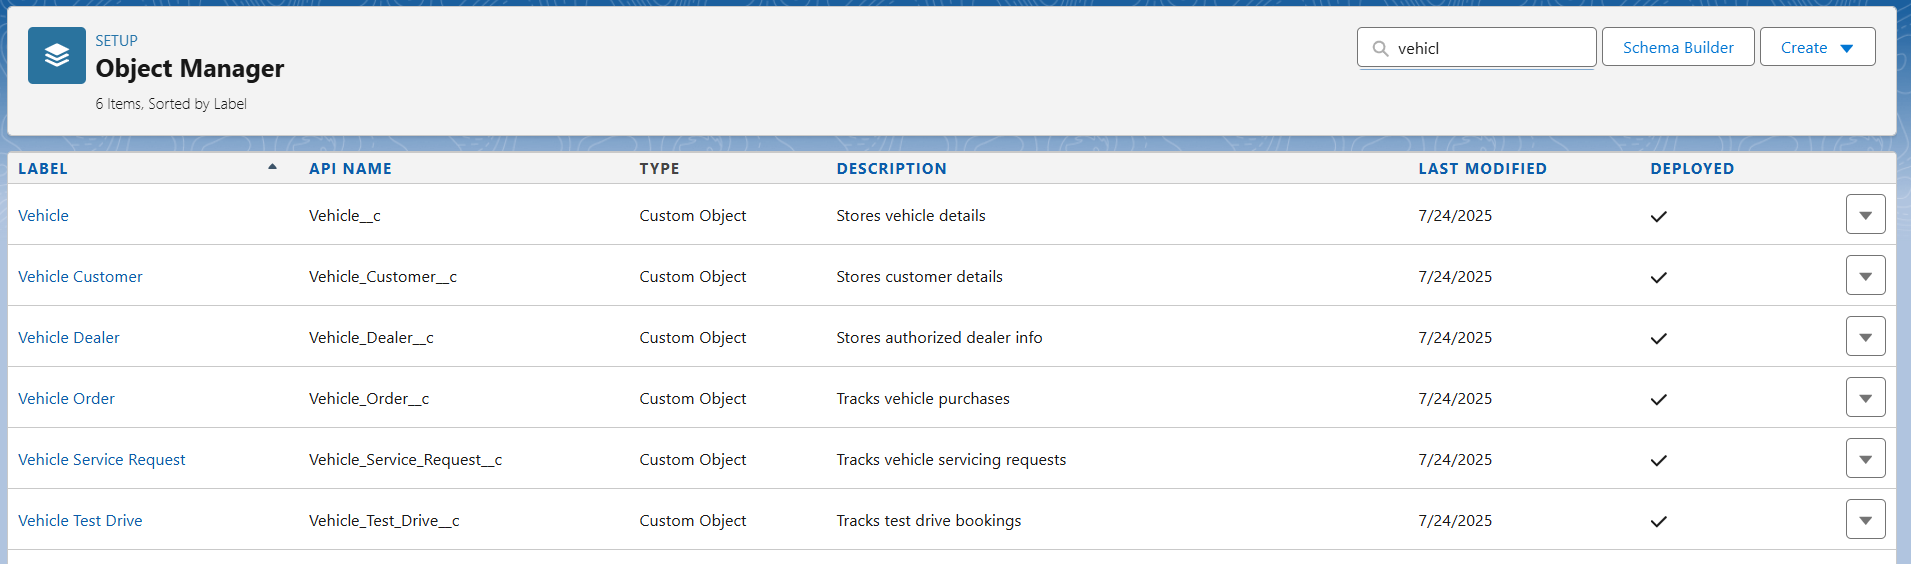 SETUP
Object Manager
6 Items, Sorted by Label
vehicl
Schema Builder
Create
LABEL API NAME TYPE DESCRIPTION LAST MODIFIED DEPLOYED
Vehicle Vehicle__c Custom Object Stores vehicle details 7/24/2025
Vehicle Customer Vehicle_Customer__c Custom Object Stores customer details 7/24/2025
Vehicle Dealer Vehicle_Dealer__c Custom Object Stores authorized dealer info 7/24/2025
Vehicle Order Vehicle_Order__c Custom Object Tracks vehicle purchases 7/24/2025
Vehicle Service Request Vehicle_Service_Request__c Custom Object Tracks vehicle servicing requests 7/24/2025
Vehicle Test Drive Vehicle_Test_Drive__c Custom Object Tracks test drive bookings 7/24/2025